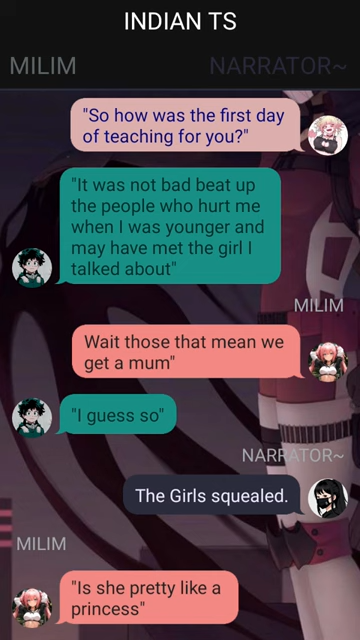 INDIAN TS
MILIM
NARRATOR~
"So how was the first day
of teaching for you?"
"It was not bad beat up
the people who hurt me
when I was younger and
may have met the girl I
talked about"
MILIM
Wait those that mean we
get a mum"
"I guess so"
NARRATOR~
The Girls squealed.
MILIM
"Is she pretty like a
princess"